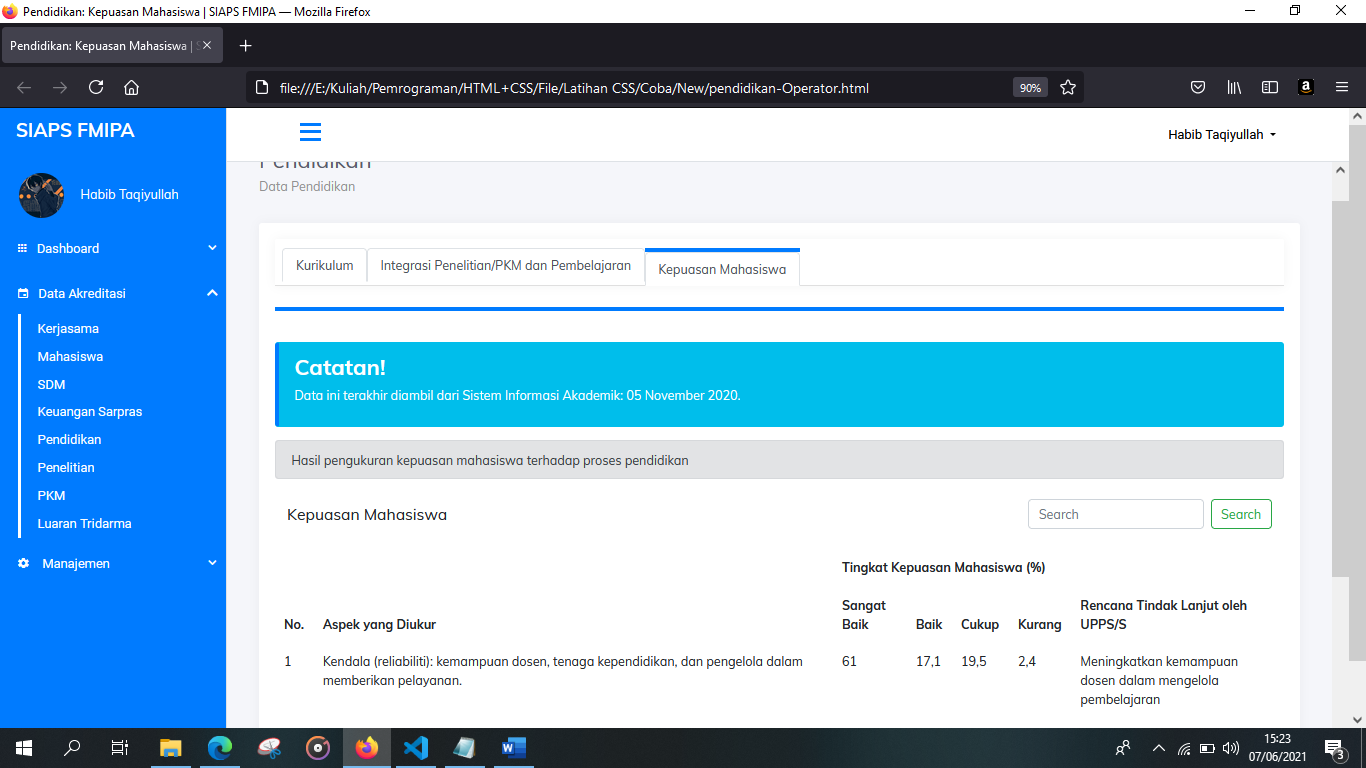 Pendidikan: Kepuasan Mahasiswa | SIAPS FMIPA — Mozilla Firefox
Pendidikan: Kepuasan Mahasiswa |
file:///E:/Kuliah/Pemrograman/HTML+CSS/File/Latihan CSS/Coba/New/pendidikan-Operator.html
90%
SIAPS FMIPA
Habib Taqiyullah
Habib Taqiyullah
Dashboard
Data Akreditasi
Kerjasama
Mahasiswa
SDM
Keuangan Sarpras
Pendidikan
Penelitian
PKM
Luaran Tridarma
Manajemen
Pendidikan
Data Pendidikan
Kurikulum
Integrasi Penelitian/PKM dan Pembelajaran
Kepuasan Mahasiswa
Catatan!
Data ini terakhir diambil dari Sistem Informasi Akademik: 05 November 2020.
Hasil pengukuran kepuasan mahasiswa terhadap proses pendidikan
Kepuasan Mahasiswa
Search
Search
Tingkat Kepuasan Mahasiswa (%)
No.
Aspek yang Diukur
Sangat
Baik
Baik
Cukup
Kurang
Rencana Tindak Lanjut oleh
UPPS/S
1
Kendala (reliabiliti): kemampuan dosen, tenaga kependidikan, dan pengelola dalam
memberikan pelayanan.
61
17,1
19,5
2,4
Meningkatkan kemampuan
dosen dalam mengelola
pembelajaran
15:23
07/06/2021
3